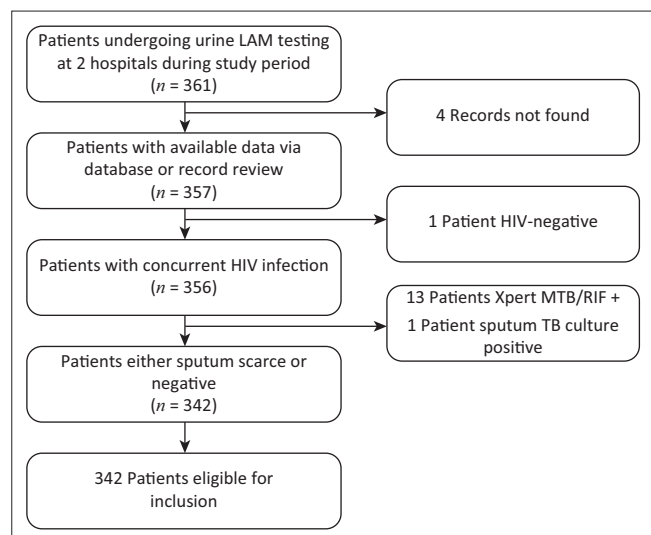 Patients undergoing urine LAM testing
at 2 hospitals during study period
(n = 361)
4 Records not found
Patients with available data via
database or record review
(n = 357)
1 Patient HIV-negative
Patients with concurrent HIV infection
(n = 356)
13 Patients Xpert MTB/RIF +
1 Patient sputum TB culture
positive
Patients either sputum scarce or
negative
(n = 342)
342 Patients eligible for
inclusion